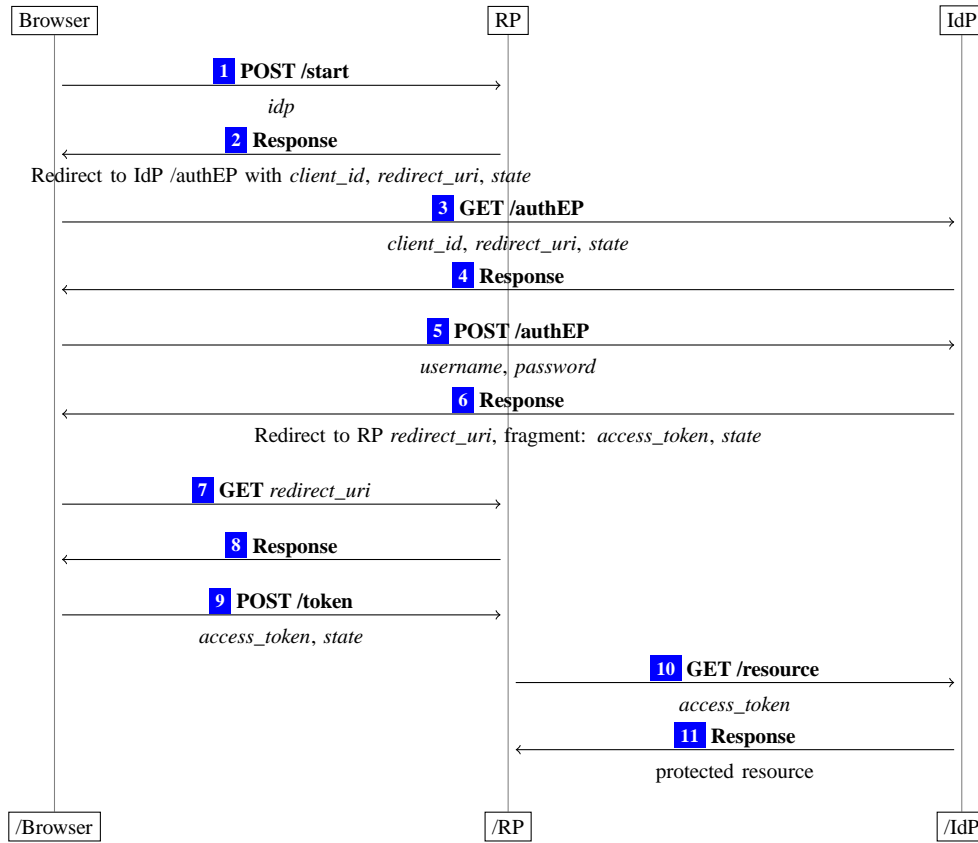 Browser RP IdP
1 POST /start
idp
2 Response
Redirect to IdP /authEP with client_id, redirect_uri, state
3 GET /authEP
client_id, redirect_uri, state
4 Response
5 POST /authEP
username, password
6 Response
Redirect to RP redirect_uri, fragment: access_token, state
7 GET redirect_uri
8 Response
9 POST /token
access_token, state
10 GET /resource
access_token
11 Response
protected resource
/Browser /RP /IdP